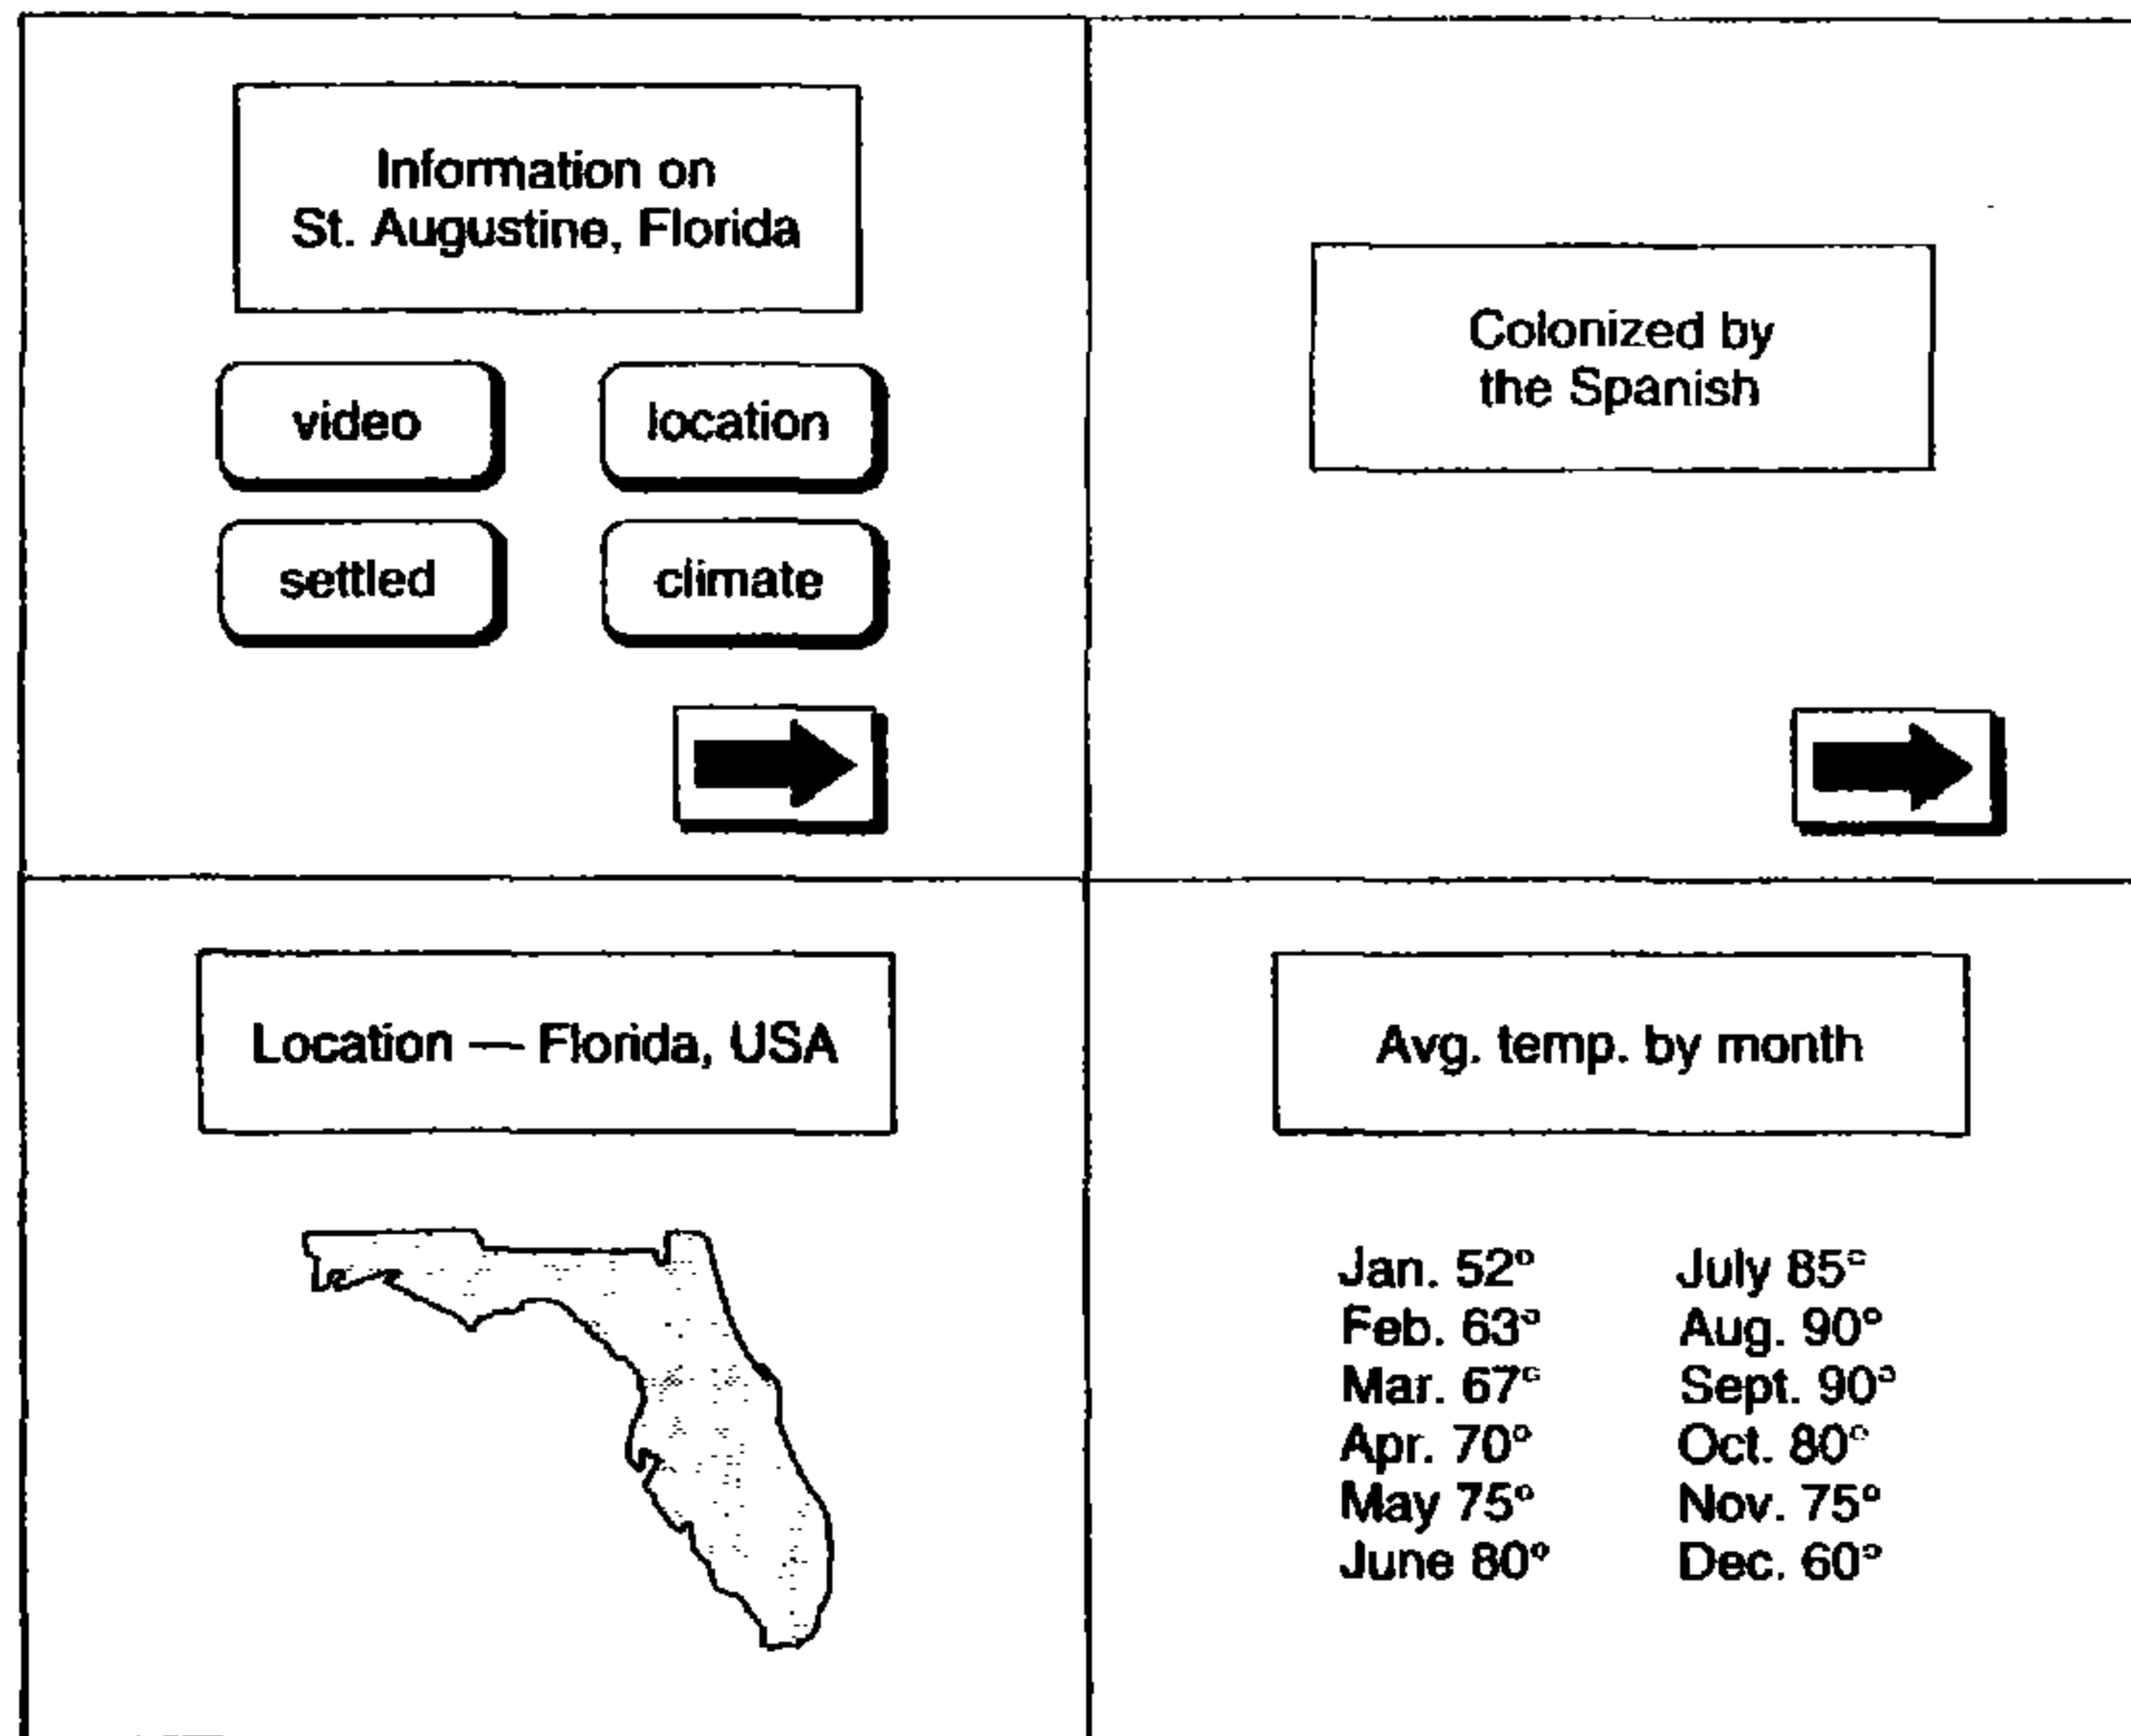 Information on
St. Augustine, Florida
video
location
settled
climate
Colonized by
the Spanish
Location — Florida, USA
Avg. temp. by month
Jan. 52° July 85°
Feb. 63° Aug. 90°
Mar. 67° Sept. 90°
Apr. 70° Oct. 80°
May 75° Nov. 75°
June 80° Dec. 60°